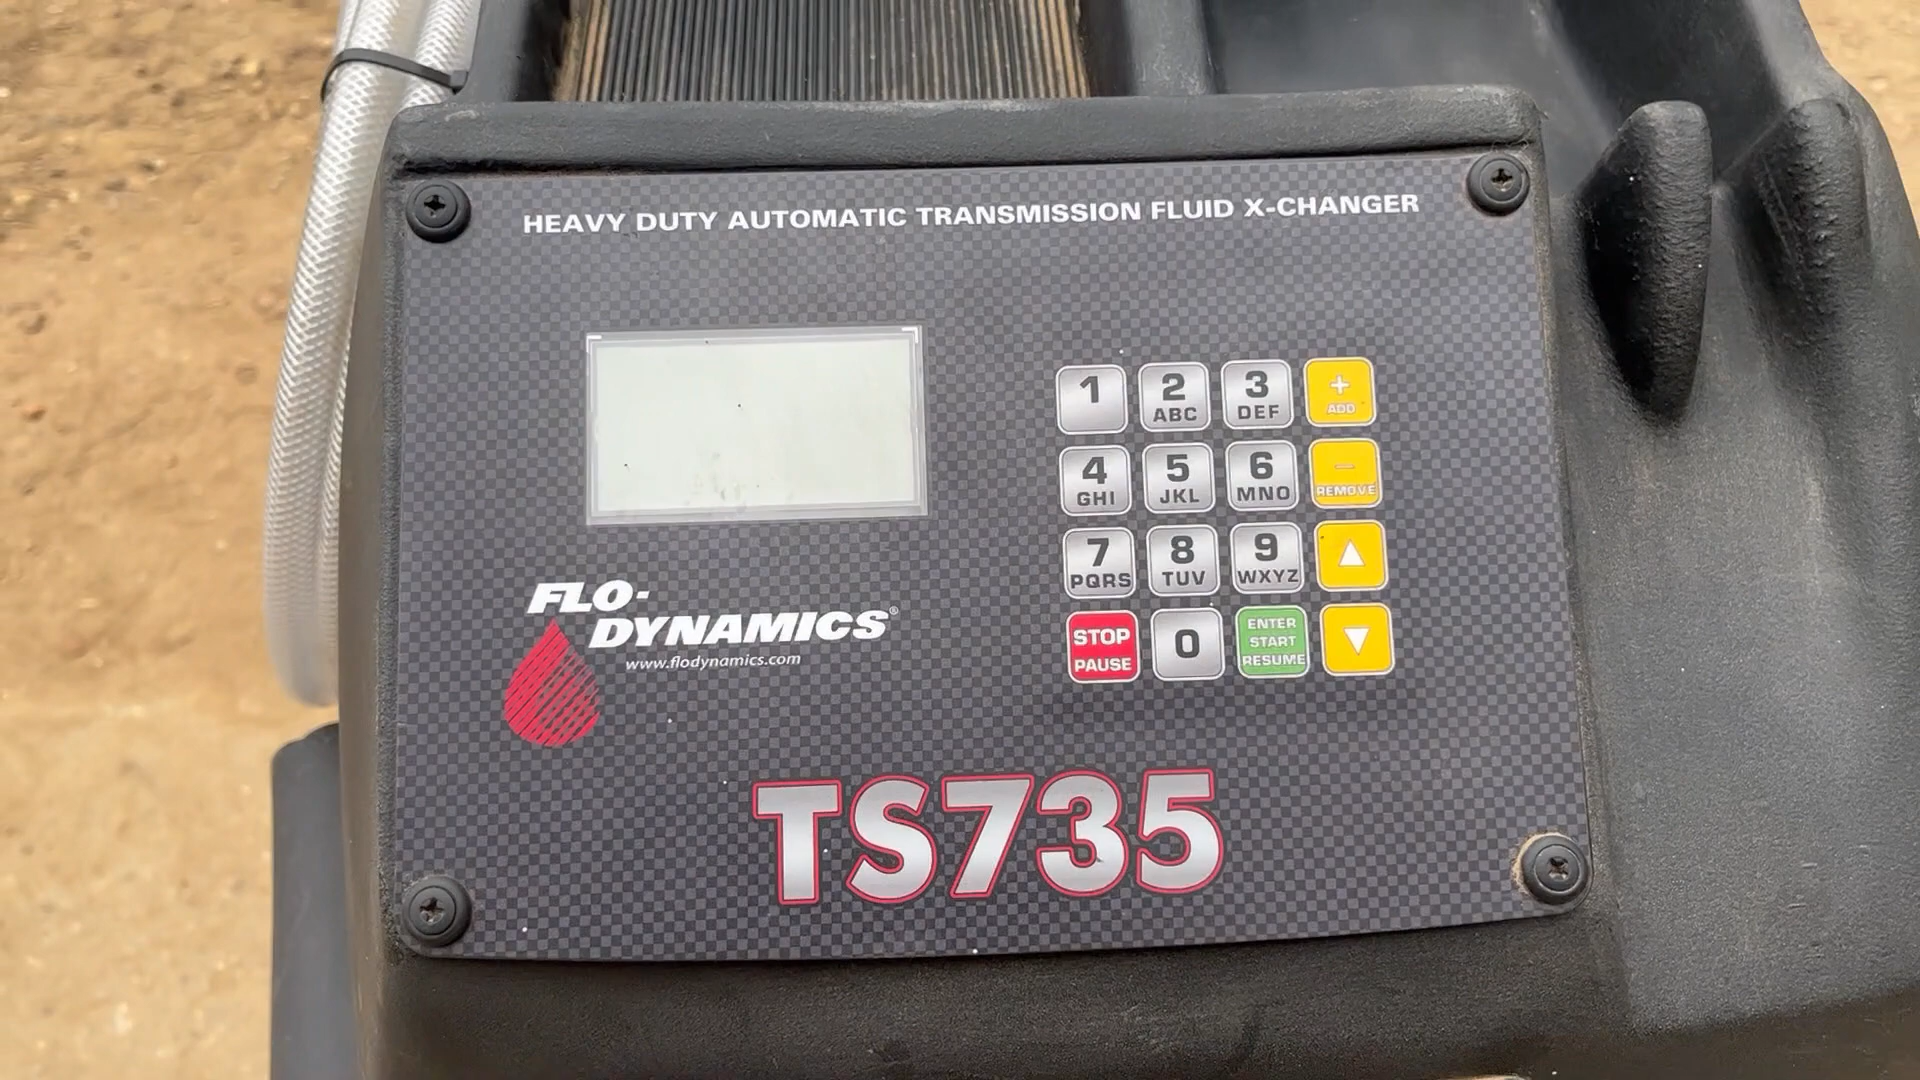 HEAVY DUTY AUTOMATIC TRANSMISSION FLUID X-CHANGER
1
2 ABC
3 DEF
+ ADD
4 GHI
5 JKL
6 MNO
- REMOVE
7 PQRS
8 TUV
9 WXYZ
STOP PAUSE
0
ENTER START RESUME
FLO-
DYNAMICS®
www.flodynamics.com
TS735